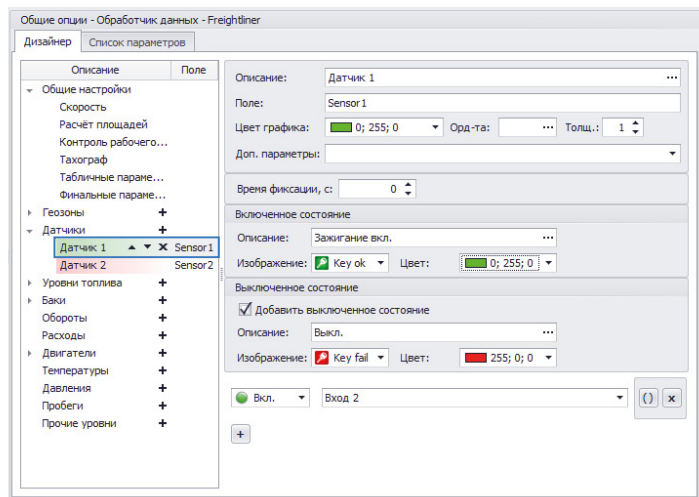 Общие опции - Обработчик данных - Freightliner
Дизайнер Список параметров
Описание Поле
Общие настройки
Скорость
Расчёт площадей
Контроль рабочего...
Тахограф
Табличные параме...
Финальные параме...
Геозоны +
Датчики +
Датчик 1 Sensor1
Датчик 2 Sensor2
Уровни топлива +
Баки +
Обороты +
Расходы +
Двигатели +
Температуры +
Давления +
Пробеги +
Прочие уровни +
Описание: Датчик 1 ...
Поле: Sensor1
Цвет графика: 0; 255; 0 Орд-та: ... Толщ.: 1
Доп. параметры:
Время фиксации, с: 0
Включенное состояние
Описание: Зажигание вкл. ...
Изображение: Key ok Цвет: 0; 255; 0
Выключенное состояние
Добавить выключенное состояние
Описание: Выкл. ...
Изображение: Key fail Цвет: 255; 0; 0
Вкл. Вход 2 () x
+